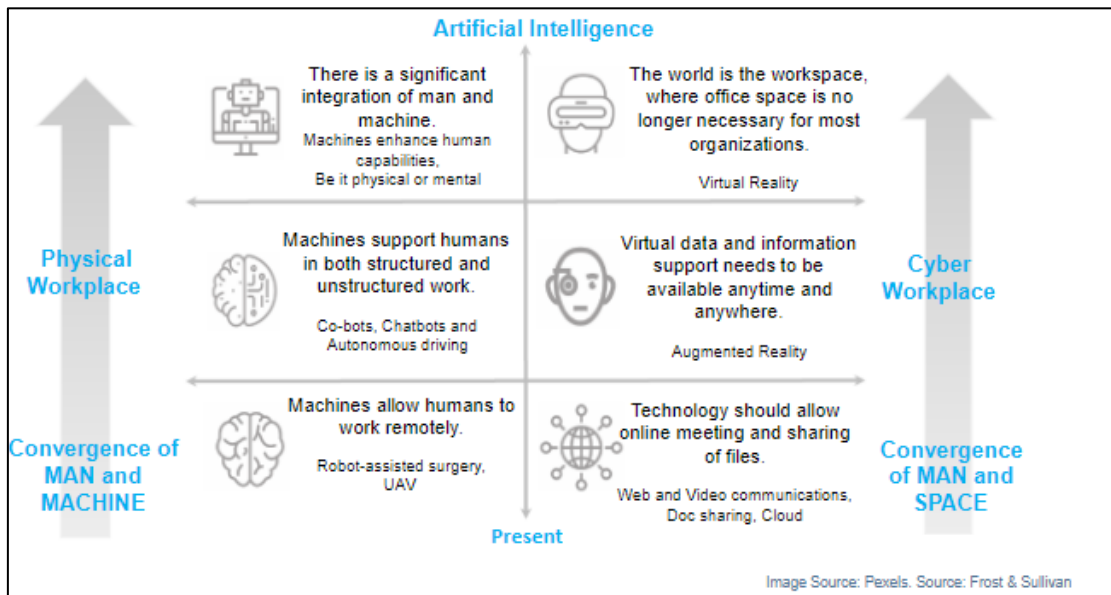 Artificial Intelligence
There is a significant
integration of man and
machine.
Machines enhance human
capabilities,
Be it physical or mental
The world is the workspace,
where office space is no
longer necessary for most
organizations.
Virtual Reality
Physical
Workplace
Machines support humans
in both structured and
unstructured work.
Co-bots, Chatbots and
Autonomous driving
Virtual data and information
support needs to be
available anytime and
anywhere.
Augmented Reality
Cyber
Workplace
Convergence of
MAN and
MACHINE
Machines allow humans to
work remotely.
Robot-assisted surgery,
UAV
Technology should allow
online meeting and sharing
of files.
Web and Video communications,
Doc sharing, Cloud
Convergence
of MAN and
SPACE
Present
Image Source: Pexels. Source: Frost & Sullivan